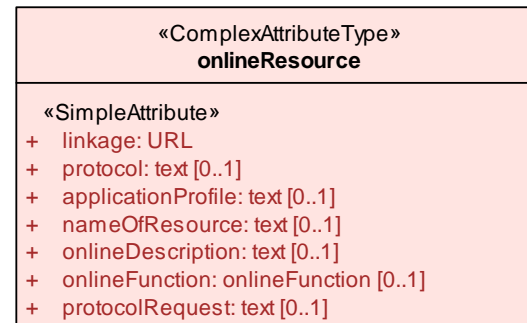 «ComplexAttributeType»
onlineResource
«SimpleAttribute»
+ linkage: URL
+ protocol: text [0..1]
+ applicationProfile: text [0..1]
+ nameOfResource: text [0..1]
+ onlineDescription: text [0..1]
+ onlineFunction: onlineFunction [0..1]
+ protocolRequest: text [0..1]